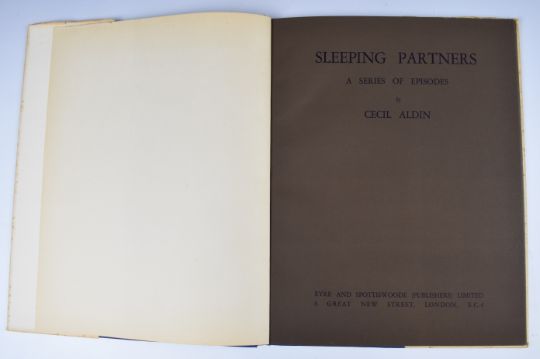 SLEEPING PARTNERS
A SERIES OF EPISODES
by
CECIL ALDIN
EYRE AND SPOTTISWOODE (PUBLISHERS) LIMITED
6, GREAT NEW STREET, LONDON, E.C.4